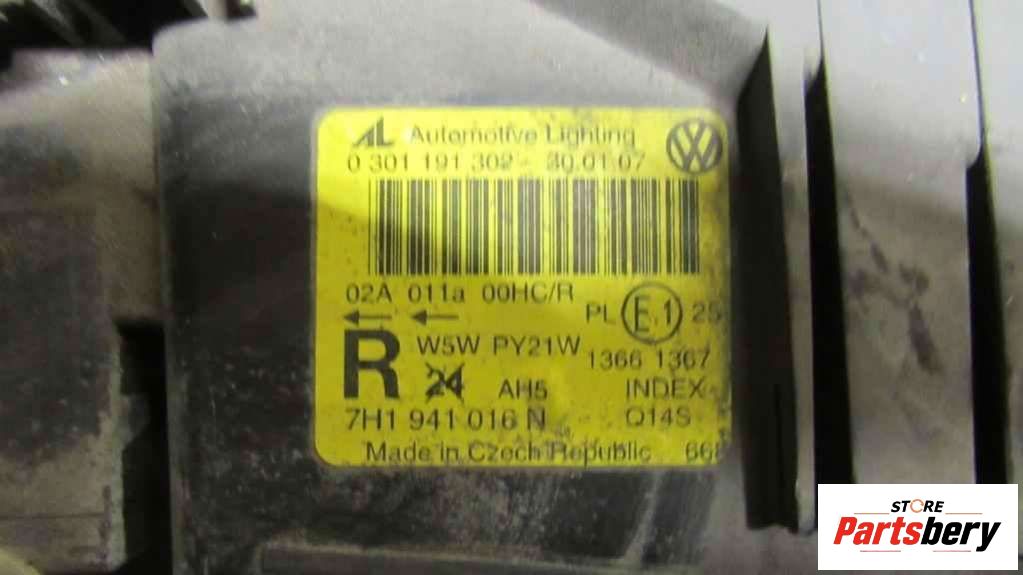 AL Automotive Lighting
0 301 191 302 - 30.01.07
02A 011a 00HC/R
PL E1 25
R W5W PY21W
1366 1367
24 AH5 INDEX
7H1 941 016 N Q14S
Made in Czech Republic 668
STORE
Partsbery